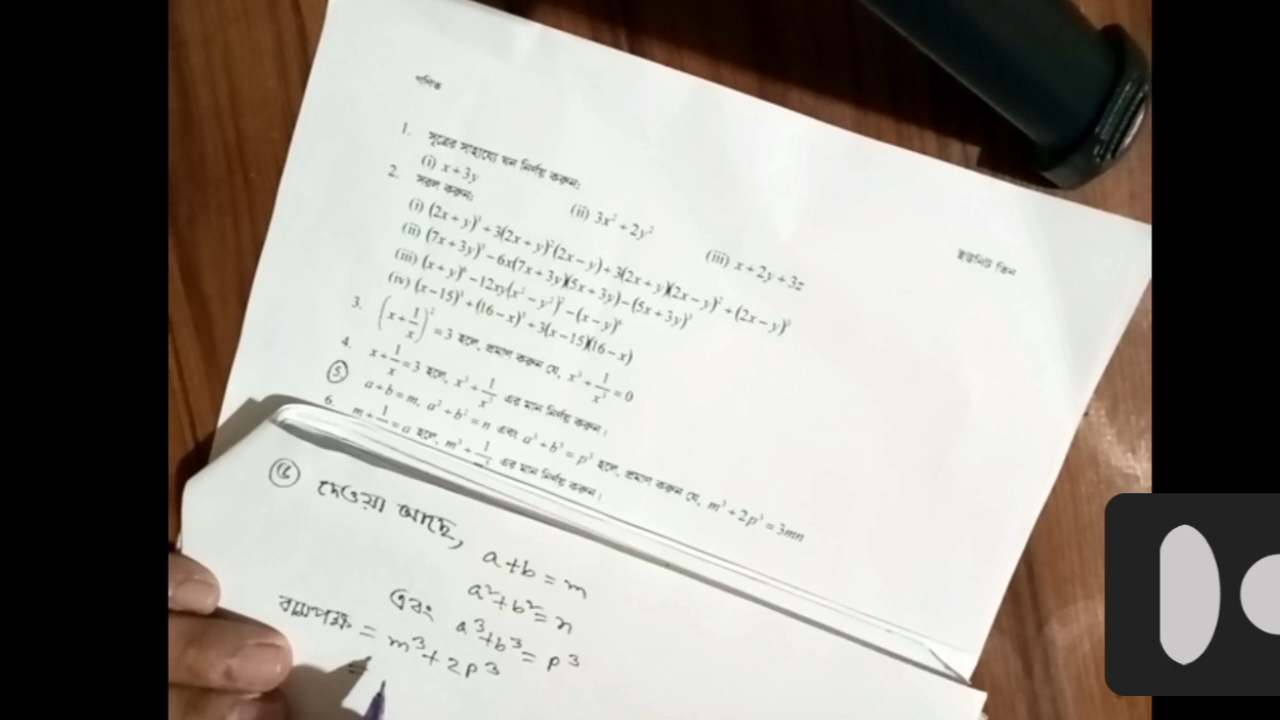 গণিত
ইউনিট তিন
1. সূত্রের সাহায্যে ঘন নির্ণয় করুন:
(i) x+3y (ii) 3x²+2y² (iii) x+2y+3z
2. সরল করুন:
(i) (2x+y)³+3(2x+y)²(2x-y)+3(2x+y)(2x-y)²+(2x-y)³
(ii) (7x+3y)³-6x(7x+3y)(5x+3y)-(5x+3y)³
(iii) (x+y)⁶-12xy(x²-y²)²-(x-y)⁶
(iv) (x-15)³+(16-x)³+3(x-15)(16-x)
3. (x+1/x)²=3 হলে, প্রমাণ করুন যে, x³+1/x³=0
4. x+1/x=3 হলে, x³+1/x³ এর মান নির্ণয় করুন।
5. a+b=m, a²+b²=n এবং a³+b³=p³ হলে, প্রমাণ করুন যে, m³+2p³=3mn
6. m+1/=a হলে, m³+1/ এর মান নির্ণয় করুন।
৫ দেওয়া আছে, a+b=m
a²+b²=n
এবং a³+b³=p³
বামপক্ষ = m³+2p³
=